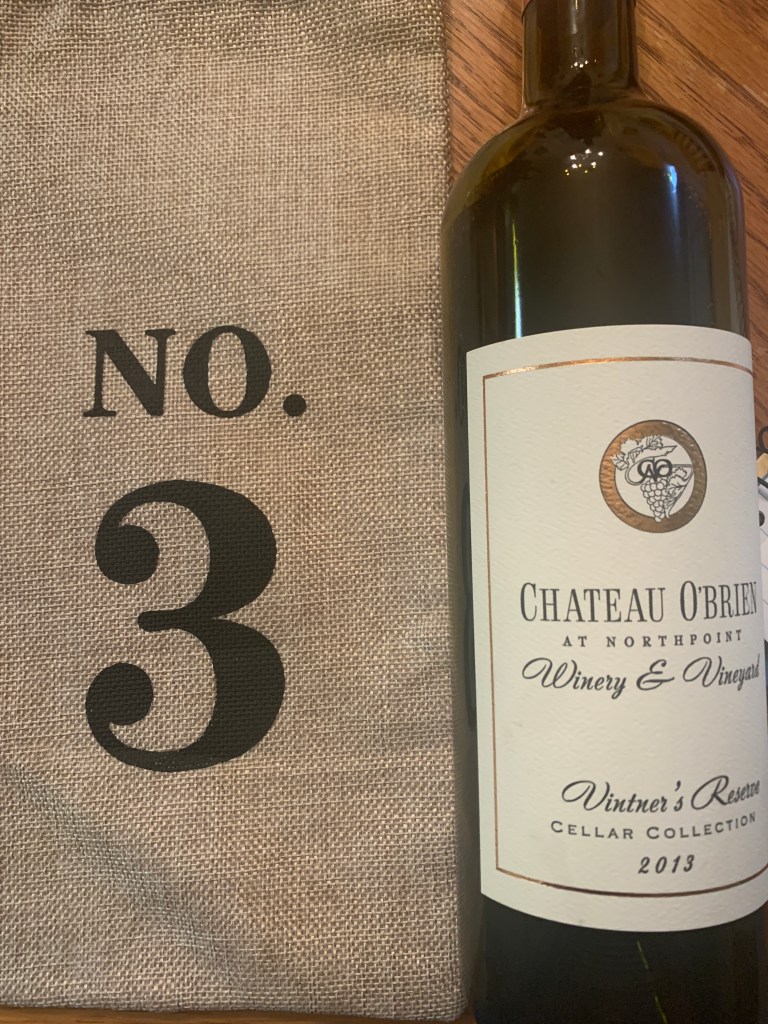 NO.
3
CHATEAU O'BRIEN
AT NORTHPOINT
Winery & Vineyard
Vintner's Reserve
CELLAR COLLECTION
2013